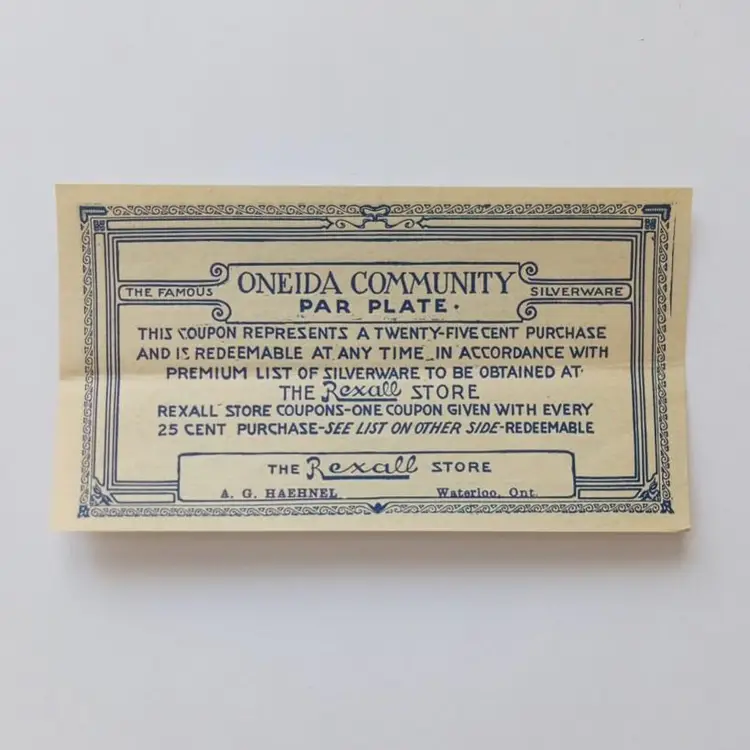 ONEIDA COMMUNITY
PAR PLATE.
THE FAMOUS
SILVERWARE
THIS COUPON REPRESENTS A TWENTY-FIVE CENT PURCHASE
AND IS REDEEMABLE AT ANY TIME IN ACCORDANCE WITH
PREMIUM LIST OF SILVERWARE TO BE OBTAINED AT.
THE Rexall STORE
REXALL STORE COUPONS-ONE COUPON GIVEN WITH EVERY
25 CENT PURCHASE-SEE LIST ON OTHER SIDE-REDEEMABLE
THE Rexall STORE
A. G. HAEHNEL Waterloo, Ont.